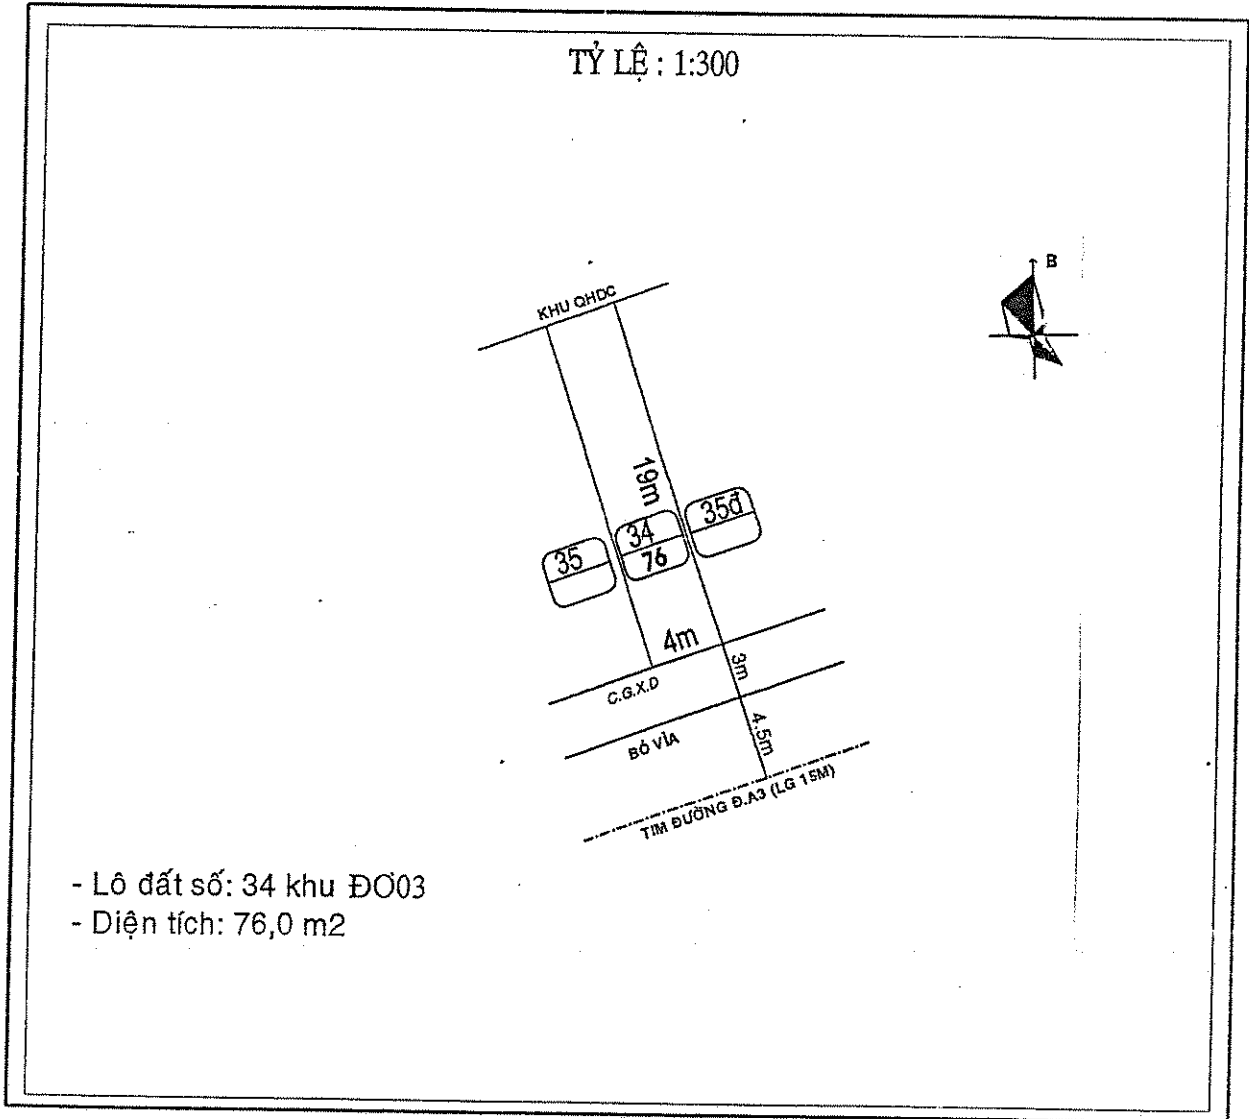 TỶ LỆ : 1:300
B
KHU QHDC
19m
35đ
34
76
35
4m
3m
C.G.X.D
4.5m
BÓ VỈA
TIM ĐƯỜNG Đ.A3 (LG 15M)
- Lô đất số: 34 khu ĐƠ03
- Diện tích: 76,0 m2